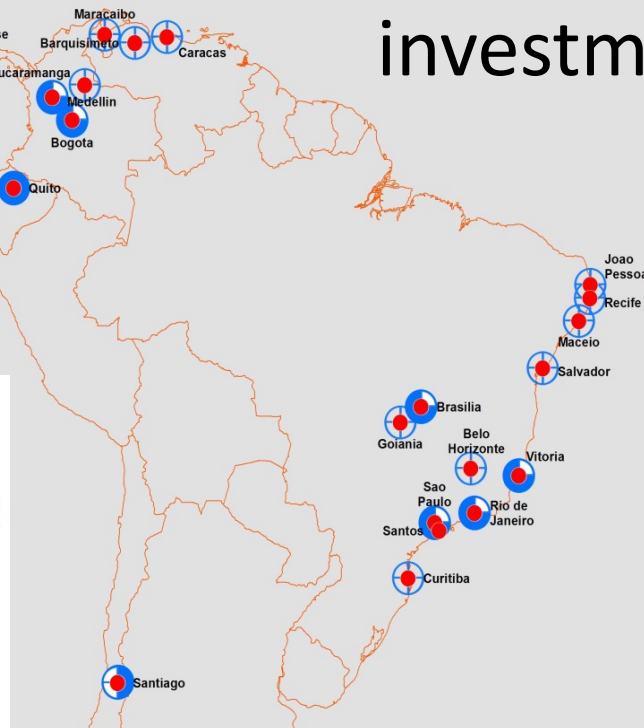 investm
Maracaibo
se
Barquisimeto
Caracas
ucaramanga
Medellin
Bogota
Quito
Joao
Pessoa
Recife
Maceio
Salvador
Brasilia
Goiania
Belo
Horizonte
Vitoria
Sao
Paulo
Rio de
Janeiro
Santos
Curitiba
Santiago